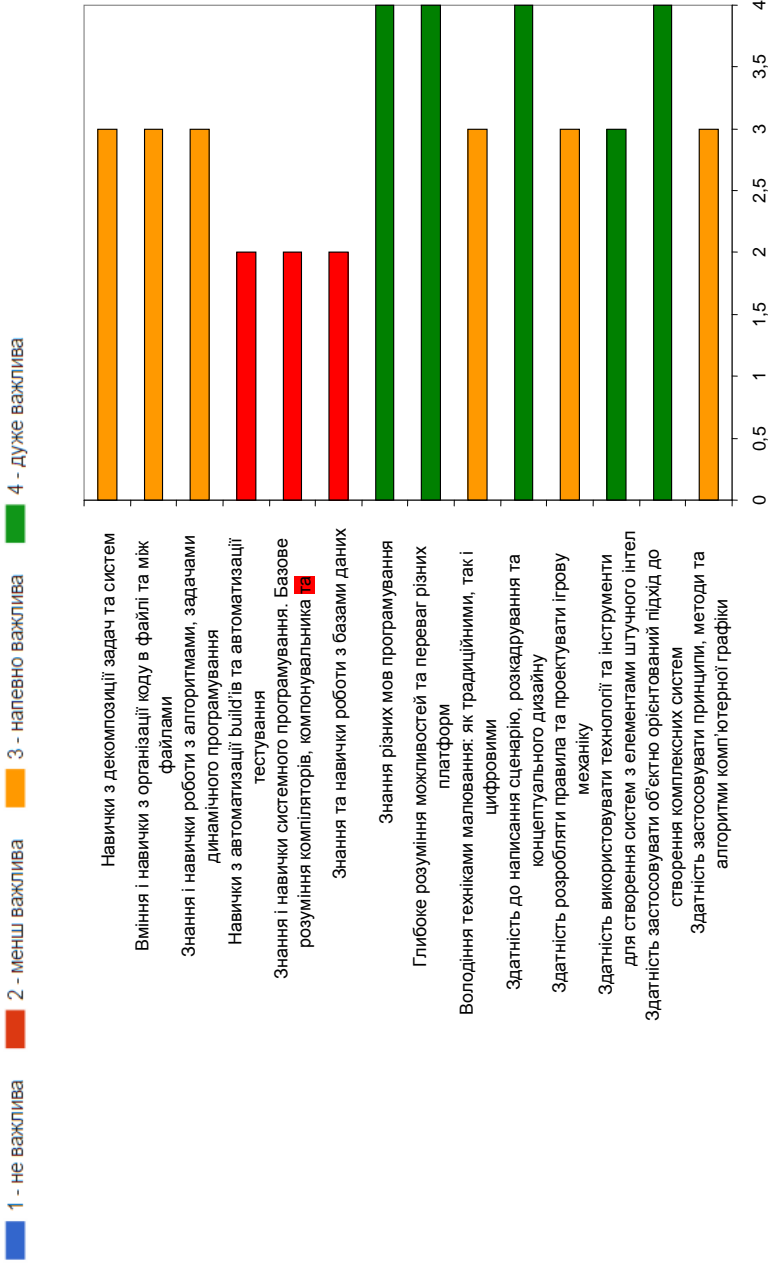 1 - не важлива
2 - менш важлива
3 - напевно важлива
4 - дуже важлива
Навички з декомпозиції задач та систем
Вміння і навички з організації коду в файлі та між
файлами
Знання і навички роботи з алгоритмами, задачами
динамічного програмування
Навички з автоматизації build'ів та автоматизації
тестування
Знання і навички системного програмування. Базове
розуміння компіляторів, компонувальника та
Знання та навички роботи з базами даних
Знання різних мов програмування
Глибоке розуміння можливостей та переваг різних
платформ
Володіння техніками малювання: як традиційними, так і
цифровими
Здатність до написання сценарію, розкадрування та
концептуального дизайну
Здатність розробляти правила та проектувати ігрову
механіку
Здатність використовувати технології та інструменти
для створення систем з елементами штучного інтел
Здатність застосовувати об'єктно орієнтований підхід до
створення комплексних систем
Здатність застосовувати принципи, методи та
алгоритми комп'ютерної графіки
0
0,5
1
1,5
2
2,5
3
3,5
4